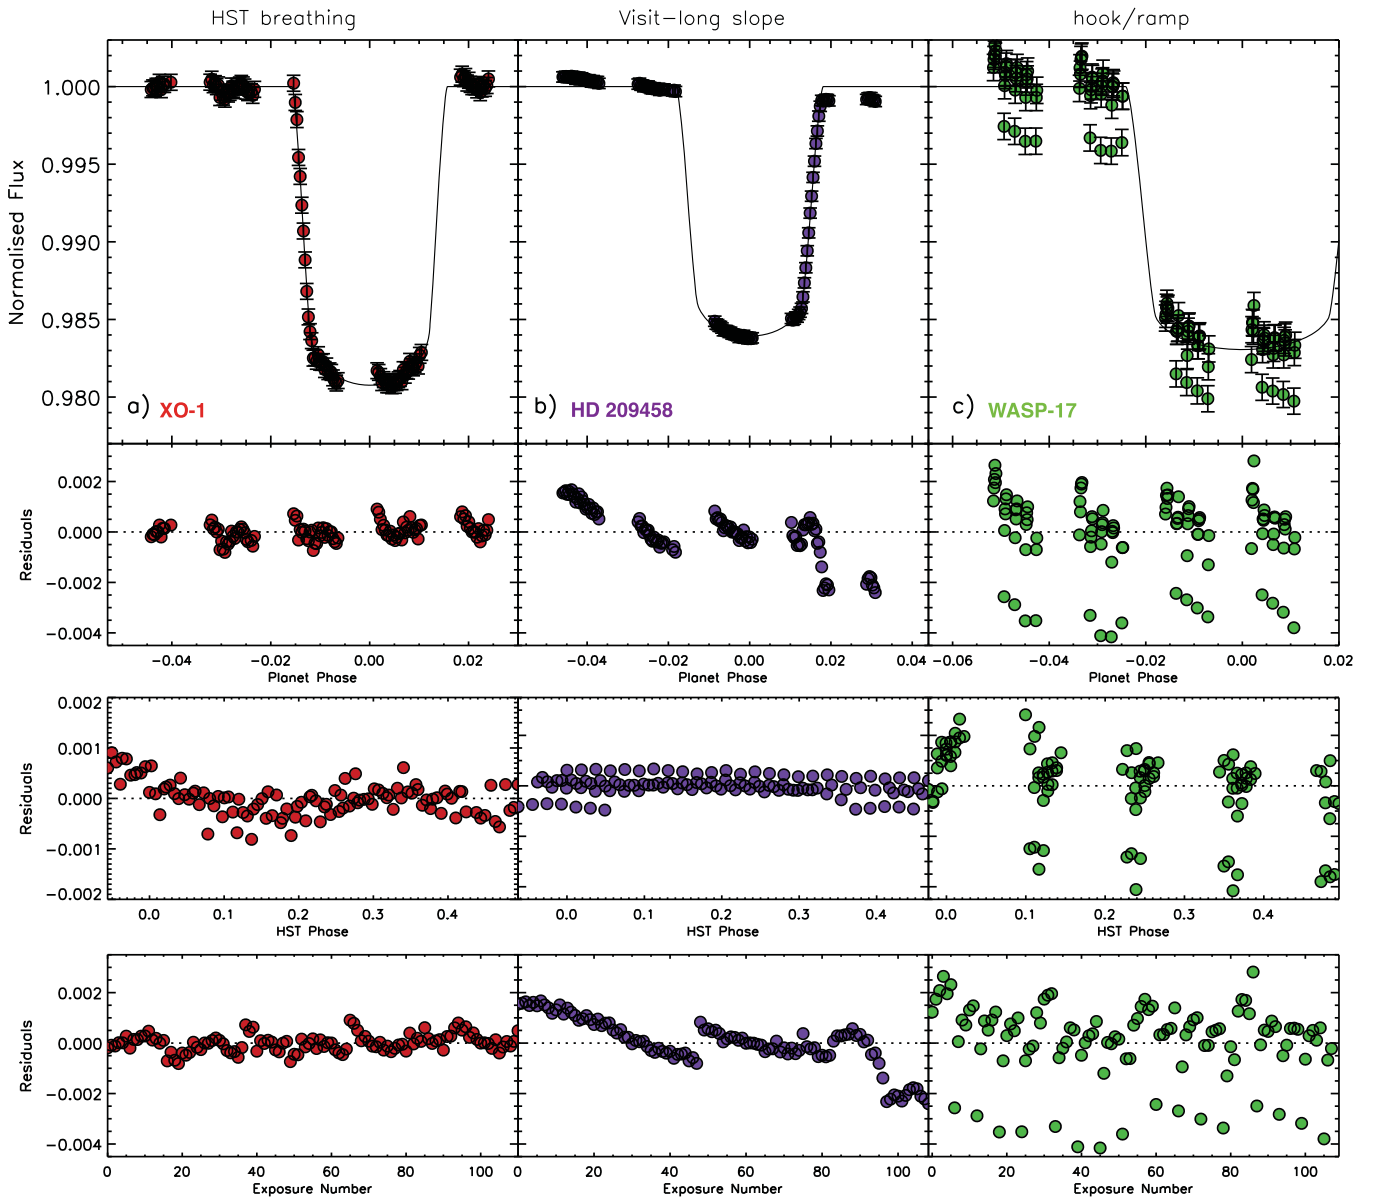 HST breathing Visit-long slope hook/ramp
Normalised Flux
1.000
0.995
0.990
0.985
0.980
a) XO-1 b) HD 209458 c) WASP-17
Residuals
0.002
0.000
-0.002
-0.004
-0.04 -0.02 0.00 0.02 -0.04 -0.02 0.00 0.02 0.04 -0.06 -0.04 -0.02 0.00 0.02
Planet Phase Planet Phase Planet Phase
Residuals
0.002
0.001
0.000
-0.001
-0.002
0.0 0.1 0.2 0.3 0.4 0.0 0.1 0.2 0.3 0.4 0.0 0.1 0.2 0.3 0.4
HST Phase HST Phase HST Phase
Residuals
0.002
0.000
-0.002
-0.004
0 20 40 60 80 100 0 20 40 60 80 100 0 20 40 60 80 100
Exposure Number Exposure Number Exposure Number